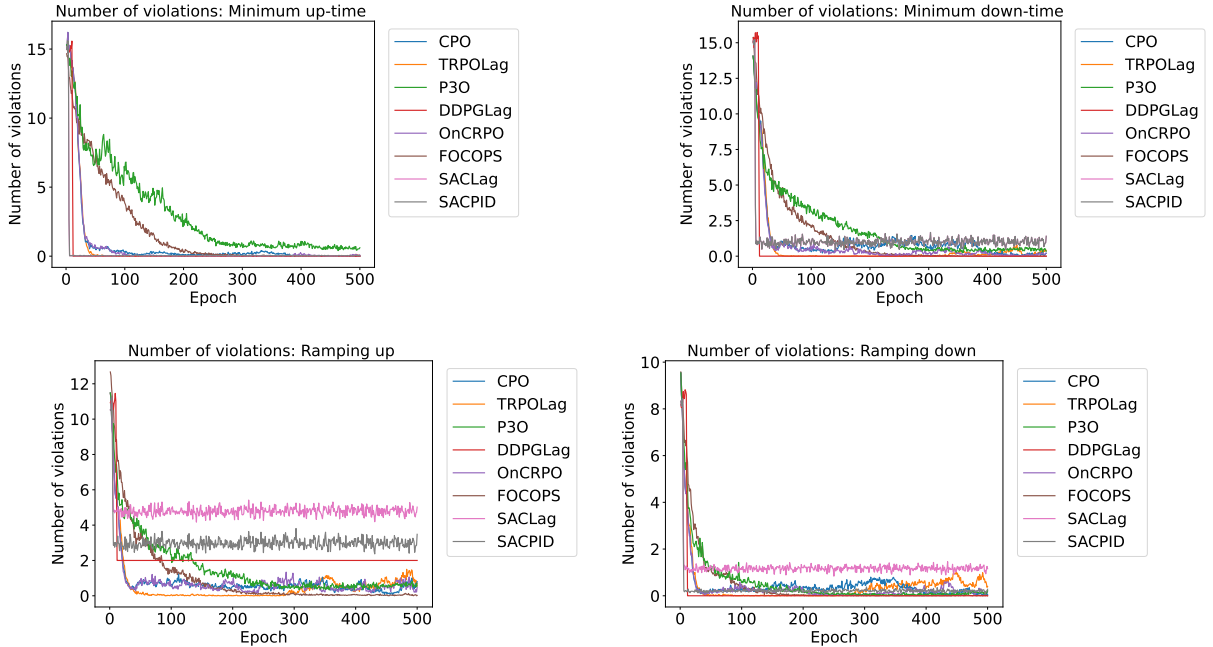 Number of violations: Minimum up-time
Number of violations
15
10
5
0
0 100 200 300 400 500
Epoch
CPO
TRPOLag
P3O
DDPGLag
OnCRPO
FOCOPS
SACLag
SACPID
Number of violations: Minimum down-time
Number of violations
15.0
12.5
10.0
7.5
5.0
2.5
0.0
0 100 200 300 400 500
Epoch
CPO
TRPOLag
P3O
DDPGLag
OnCRPO
FOCOPS
SACLag
SACPID
Number of violations: Ramping up
Number of violations
12
10
8
6
4
2
0
0 100 200 300 400 500
Epoch
CPO
TRPOLag
P3O
DDPGLag
OnCRPO
FOCOPS
SACLag
SACPID
Number of violations: Ramping down
Number of violations
10
8
6
4
2
0
0 100 200 300 400 500
Epoch
CPO
TRPOLag
P3O
DDPGLag
OnCRPO
FOCOPS
SACLag
SACPID